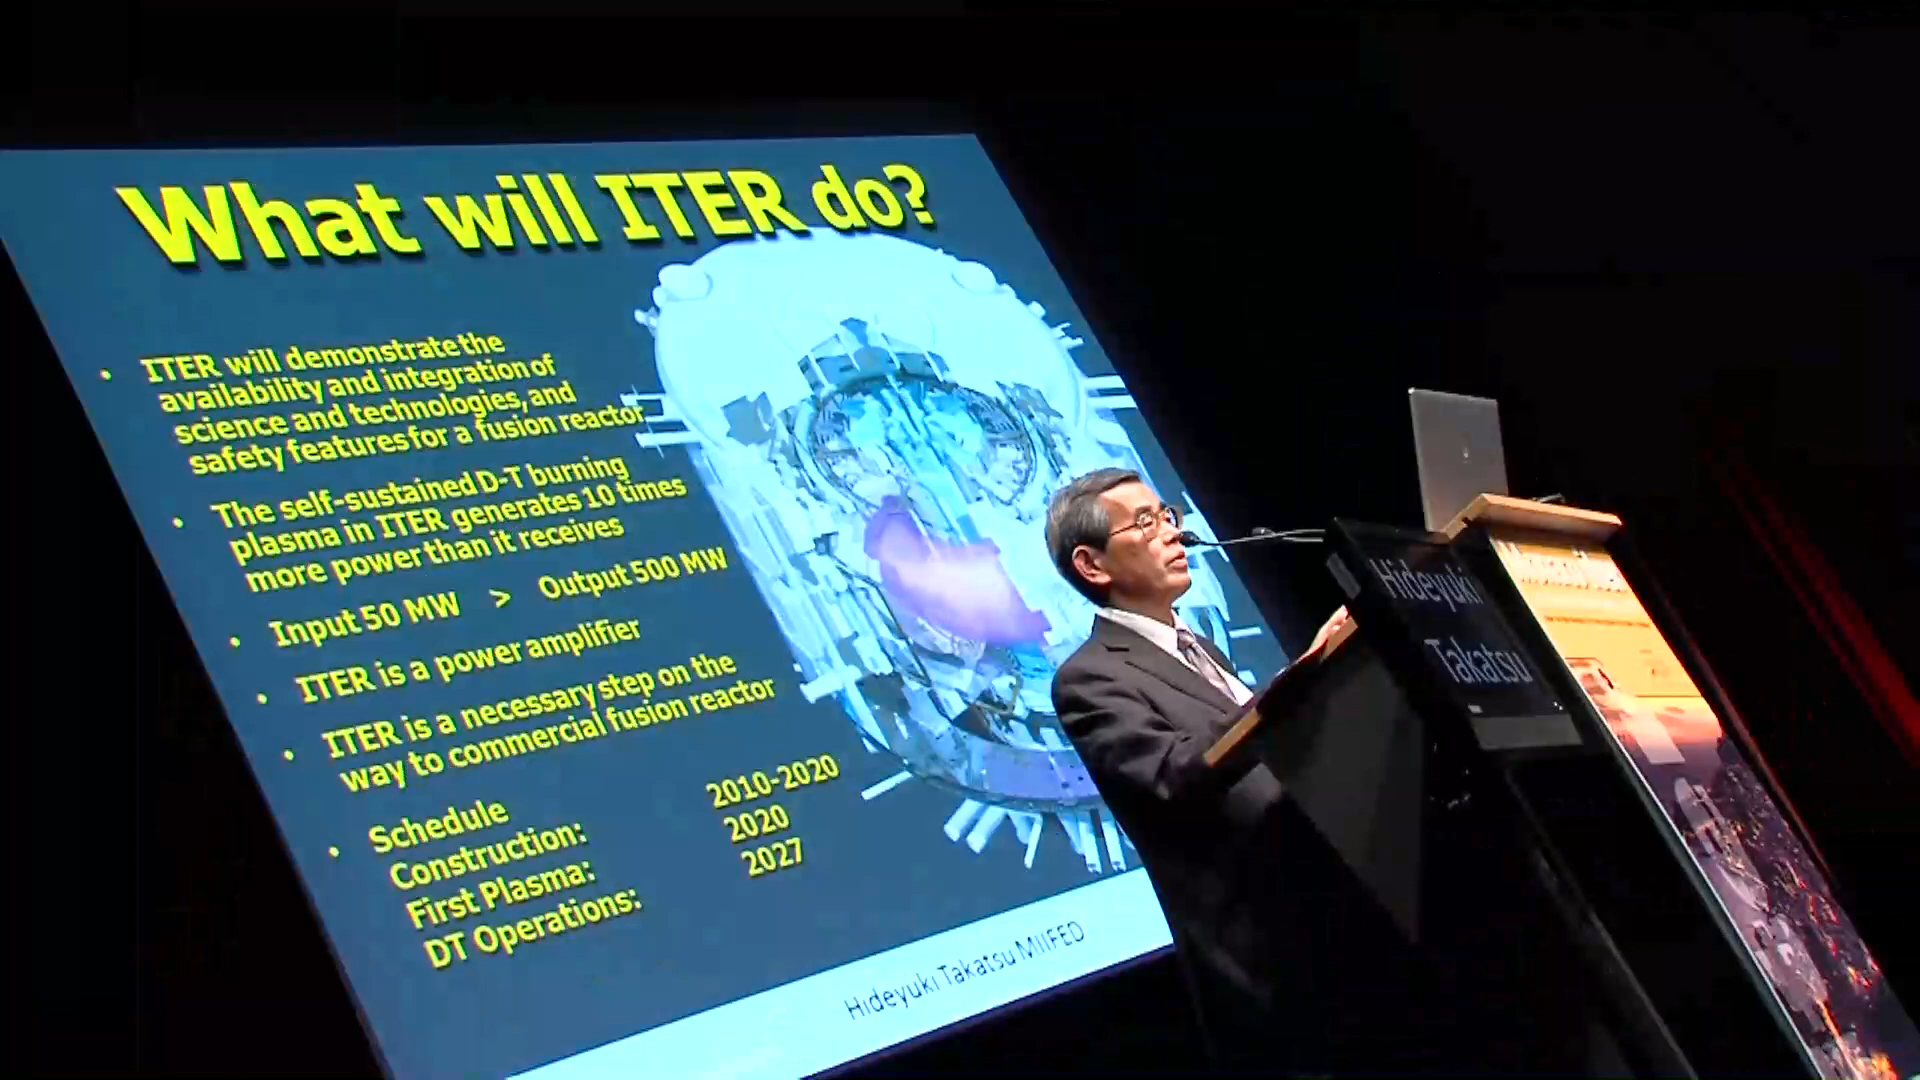 What will ITER do?
• ITER will demonstrate the
availability and integration of
science and technologies, and
safety features for a fusion reactor
• The self-sustained D-T burning
plasma in ITER generates 10 times
more power than it receives
• Input 50 MW > Output 500 MW
• ITER is a power amplifier
• ITER is a necessary step on the
way to commercial fusion reactor
• Schedule
Construction: 2010-2020
First Plasma: 2020
DT Operations: 2027
Hideyuki Takatsu MIIFED
Hideyuki
Takatsu